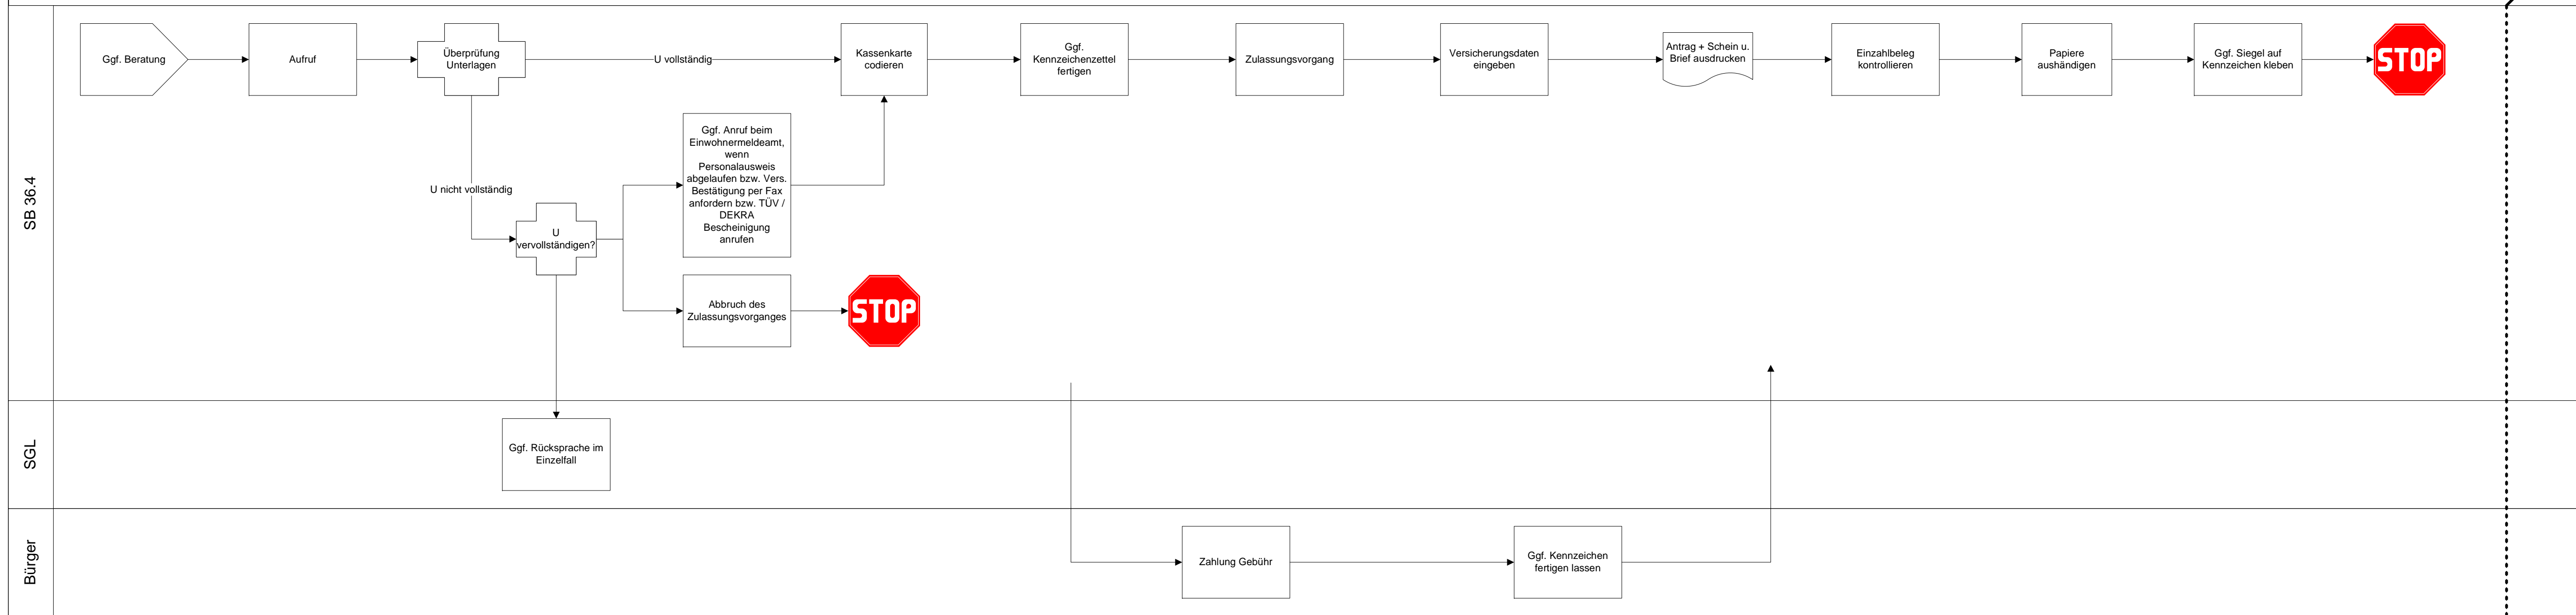 SB 36.4
Ggf. Beratung
Aufruf
Überprüfung
Unterlagen
U vollständig
Kassenkarte
codieren
Ggf.
Kennzeichenzettel
fertigen
Zulassungsvorgang
Versicherungsdaten
eingeben
Antrag + Schein u.
Brief ausdrucken
Einzahlbeleg
kontrollieren
Papiere
aushändigen
Ggf. Siegel auf
Kennzeichen kleben
STOP
U nicht vollständig
U
vervollständigen?
Ggf. Anruf beim
Einwohnermeldeamt,
wenn
Personalausweis
abgelaufen bzw. Vers.
Bestätigung per Fax
anfordern bzw. TÜV /
DEKRA
Bescheinigung
anrufen
Abbruch des
Zulassungsvorganges
STOP
SGL
Ggf. Rücksprache im
Einzelfall
Bürger
Zahlung Gebühr
Ggf. Kennzeichen
fertigen lassen